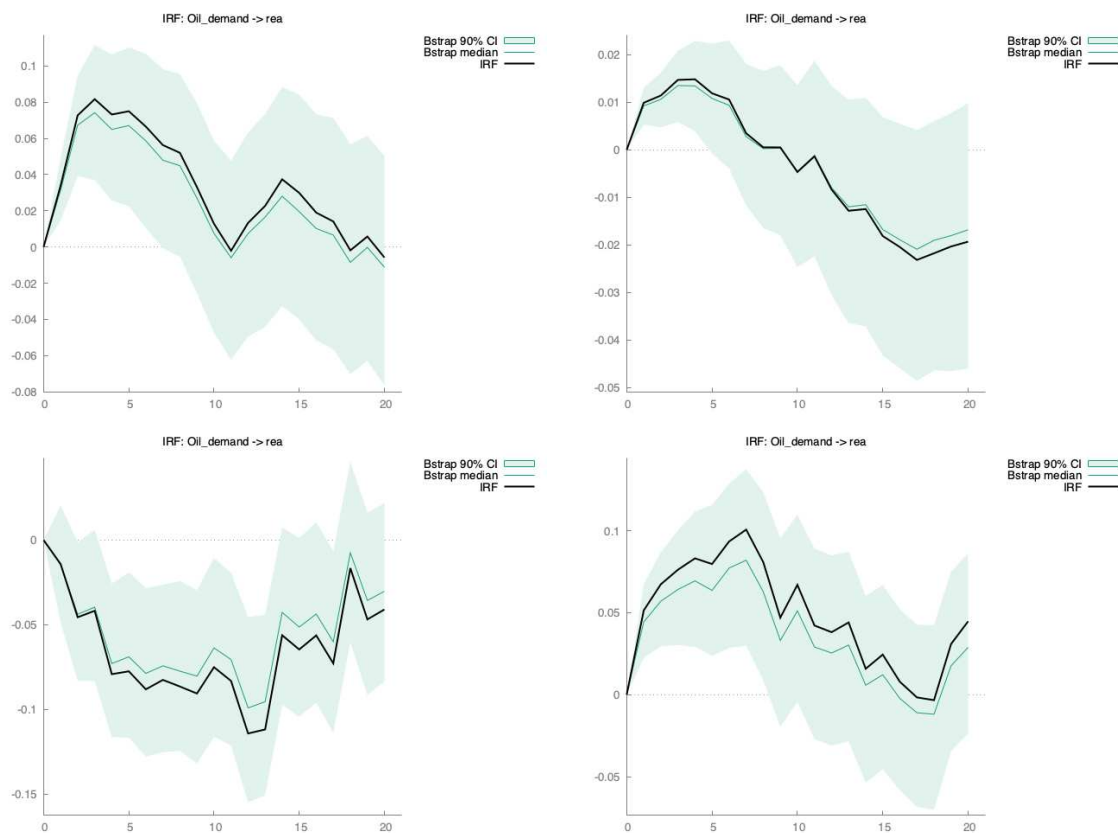 IRF: Oil_demand -> rea
Bstrap 90% CI
Bstrap median
IRF
0.1
0.08
0.06
0.04
0.02
0
-0.02
-0.04
-0.06
-0.08
0 5 10 15 20
IRF: Oil_demand -> rea
Bstrap 90% CI
Bstrap median
IRF
0.02
0.01
0
-0.01
-0.02
-0.03
-0.04
-0.05
0 5 10 15 20
IRF: Oil_demand -> rea
Bstrap 90% CI
Bstrap median
IRF
0
-0.05
-0.1
-0.15
0 5 10 15 20
IRF: Oil_demand -> rea
Bstrap 90% CI
Bstrap median
IRF
0.1
0.05
0
-0.05
0 5 10 15 20